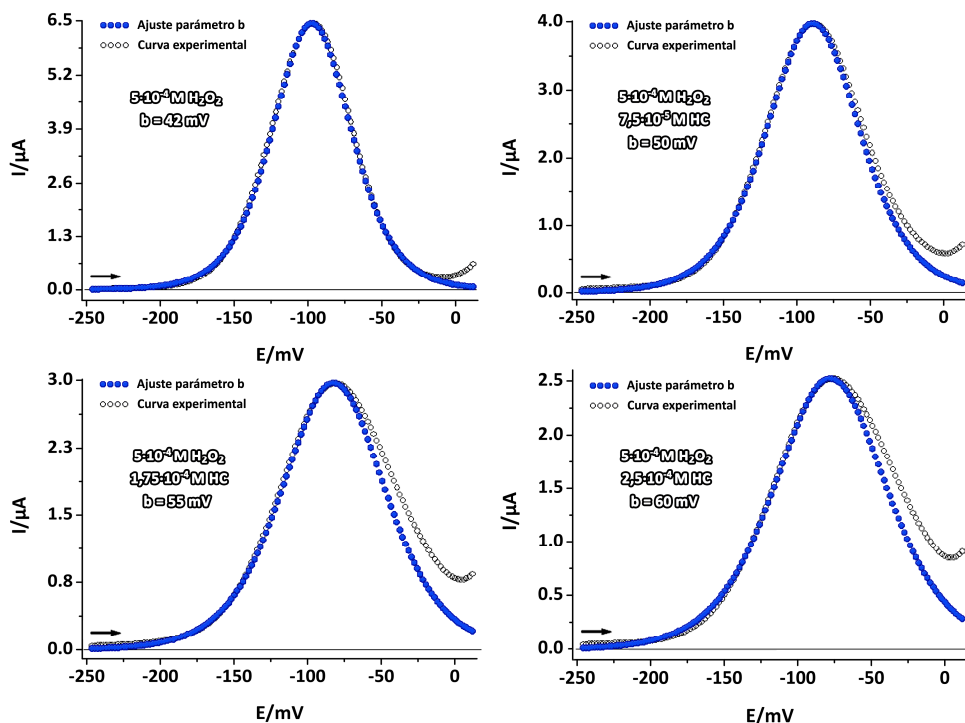 6.5
5.2
3.9
2.6
1.3
0.0
I/µA
Ajuste parámetro b
Curva experimental
5·10⁻⁴ M H₂O₂
b = 42 mV
-250
-200
-150
-100
-50
0
E/mV
4.0
3.0
2.0
1.0
0.0
I/µA
Ajuste parámetro b
Curva experimental
5·10⁻⁴ M H₂O₂
7,5·10⁻⁵ M HC
b = 50 mV
-250
-200
-150
-100
-50
0
E/mV
3.0
2.3
1.5
0.8
0.0
I/µA
Ajuste parámetro b
Curva experimental
5·10⁻⁴ M H₂O₂
1,75·10⁻⁴ M HC
b = 55 mV
-250
-200
-150
-100
-50
0
E/mV
2.5
2.0
1.5
1.0
0.5
0.0
I/µA
Ajuste parámetro b
Curva experimental
5·10⁻⁴ M H₂O₂
2,5·10⁻⁴ M HC
b = 60 mV
-250
-200
-150
-100
-50
0
E/mV